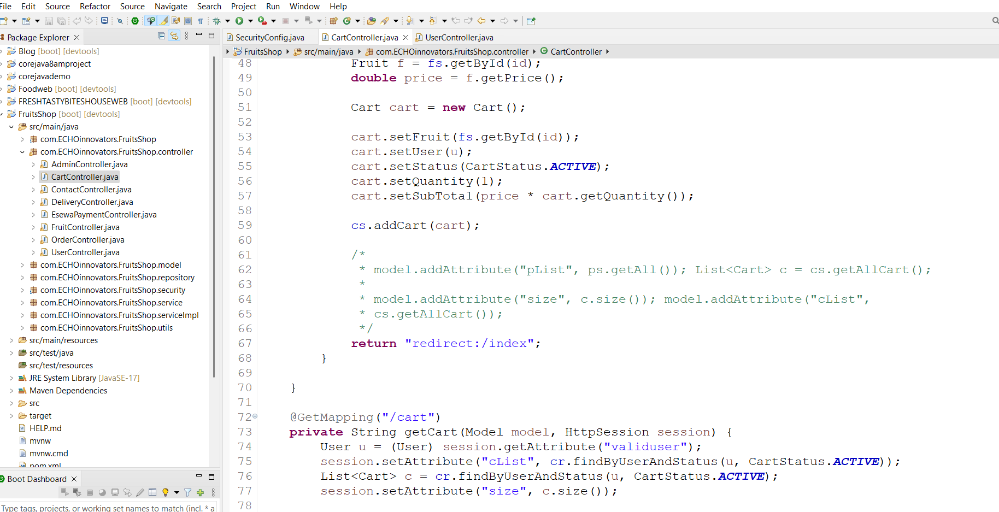 File Edit Source Refactor Source Navigate Search Project Run Window Help
Package Explorer
Blog [boot] [devtools]
corejava8amproject
corejavademo
Foodweb [boot] [devtools]
FRESHTASTYBITESHOUSEWEB [boot] [devtools]
FruitsShop [boot] [devtools]
src/main/java
com.ECHOinnovators.FruitsShop
com.ECHOinnovators.FruitsShop.controller
AdminController.java
CartController.java
ContactController.java
DeliveryController.java
EsewaPaymentController.java
FruitController.java
OrderController.java
UserController.java
com.ECHOinnovators.FruitsShop.model
com.ECHOinnovators.FruitsShop.repository
com.ECHOinnovators.FruitsShop.security
com.ECHOinnovators.FruitsShop.service
com.ECHOinnovators.FruitsShop.serviceImpl
com.ECHOinnovators.FruitsShop.utils
src/main/resources
src/test/java
src/test/resources
JRE System Library [JavaSE-17]
Maven Dependencies
src
target
HELP.md
mvnw
mvnw.cmd
pom.xml
Boot Dashboard
Type tags, projects, or working set names to match (incl. * a
SecurityConfig.java CartController.java UserController.java
FruitsShop src/main/java com.ECHOinnovators.FruitsShop.controller CartController
48 Fruit f = fs.getById(id);
49 double price = f.getPrice();
50
51 Cart cart = new Cart();
52
53 cart.setFruit(fs.getById(id));
54 cart.setUser(u);
55 cart.setStatus(CartStatus.ACTIVE);
56 cart.setQuantity(1);
57 cart.setSubTotal(price * cart.getQuantity());
58
59 cs.addCart(cart);
60
61 /*
62 * model.addAttribute("pList", ps.getAll()); List<Cart> c = cs.getAllCart();
63 *
64 * model.addAttribute("size", c.size()); model.addAttribute("cList",
65 * cs.getAllCart());
66 */
67 return "redirect:/index";
68 }
69
70 }
71
72 @GetMapping("/cart")
73 private String getCart(Model model, HttpSession session) {
74 User u = (User) session.getAttribute("validuser");
75 session.setAttribute("cList", cr.findByUserAndStatus(u, CartStatus.ACTIVE));
76 List<Cart> c = cr.findByUserAndStatus(u, CartStatus.ACTIVE);
77 session.setAttribute("size", c.size());
78